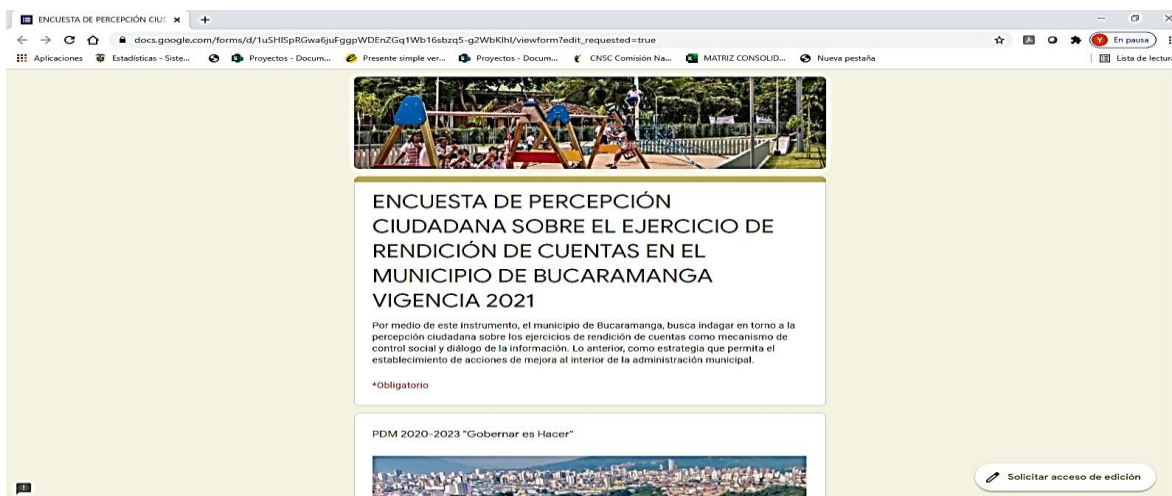 ENCUESTA DE PERCEPCIÓN CIUD
docs.google.com/forms/d/1uSHISpRGwa6juFggpWDEnZGq1Wb16sbzq5-g2WbKlhI/viewform?edit_requested=true
En pausa
Aplicaciones Estadísticas - Siste... Proyectos - Docum... Presente simple ver... Proyectos - Docum... CNSC Comisión Na... MATRIZ CONSOLID... Nueva pestaña Lista de lectura
ENCUESTA DE PERCEPCIÓN
CIUDADANA SOBRE EL EJERCICIO DE
RENDICIÓN DE CUENTAS EN EL
MUNICIPIO DE BUCARAMANGA
VIGENCIA 2021
Por medio de este instrumento, el municipio de Bucaramanga, busca indagar en torno a la
percepción ciudadana sobre los ejercicios de rendición de cuentas como mecanismo de
control social y diálogo de la información. Lo anterior, como estrategia que permita el
establecimiento de acciones de mejora al interior de la administración municipal.
*Obligatorio
PDM 2020-2023 "Gobernar es Hacer"
Solicitar acceso de edición